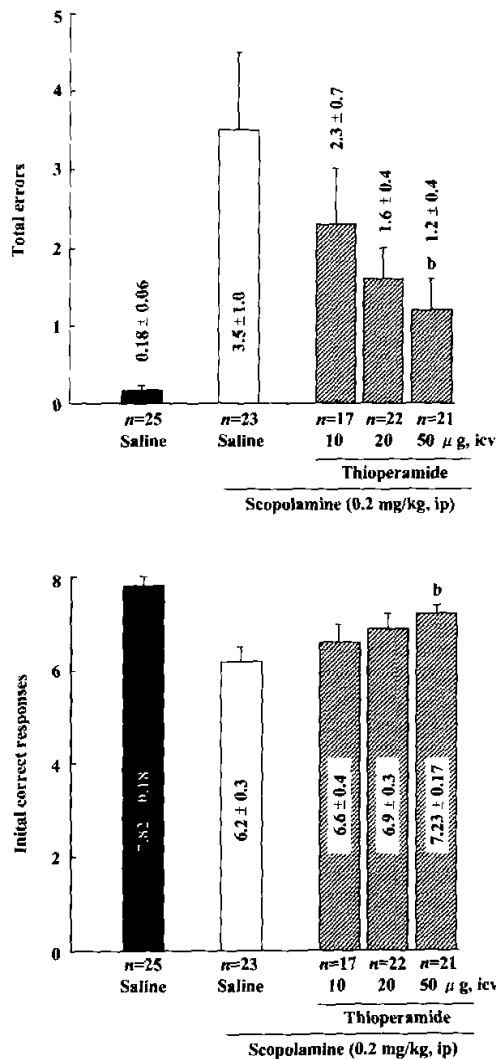 5
4
3
2
1
0
Total errors
0.18 ± 0.06
3.5 ± 1.0
2.3 ± 0.7
1.6 ± 0.4
1.2 ± 0.4
b
n=25 n=23 n=17 n=22 n=21
Saline Saline 10 20 50 μ g, icv
Thioperamide
Scopolamine (0.2 mg/kg, ip)
8
6
4
2
0
Inital correct responses
b
7.82 0.18
6.2 ± 0.3
6.6 ± 0.4
6.9 ± 0.3
7.23 ± 0.17
n=25 n=23 n=17 n=22 n=21
Saline Saline 10 20 50 μ g, icv
Thioperamide
Scopolamine (0.2 mg/kg, ip)